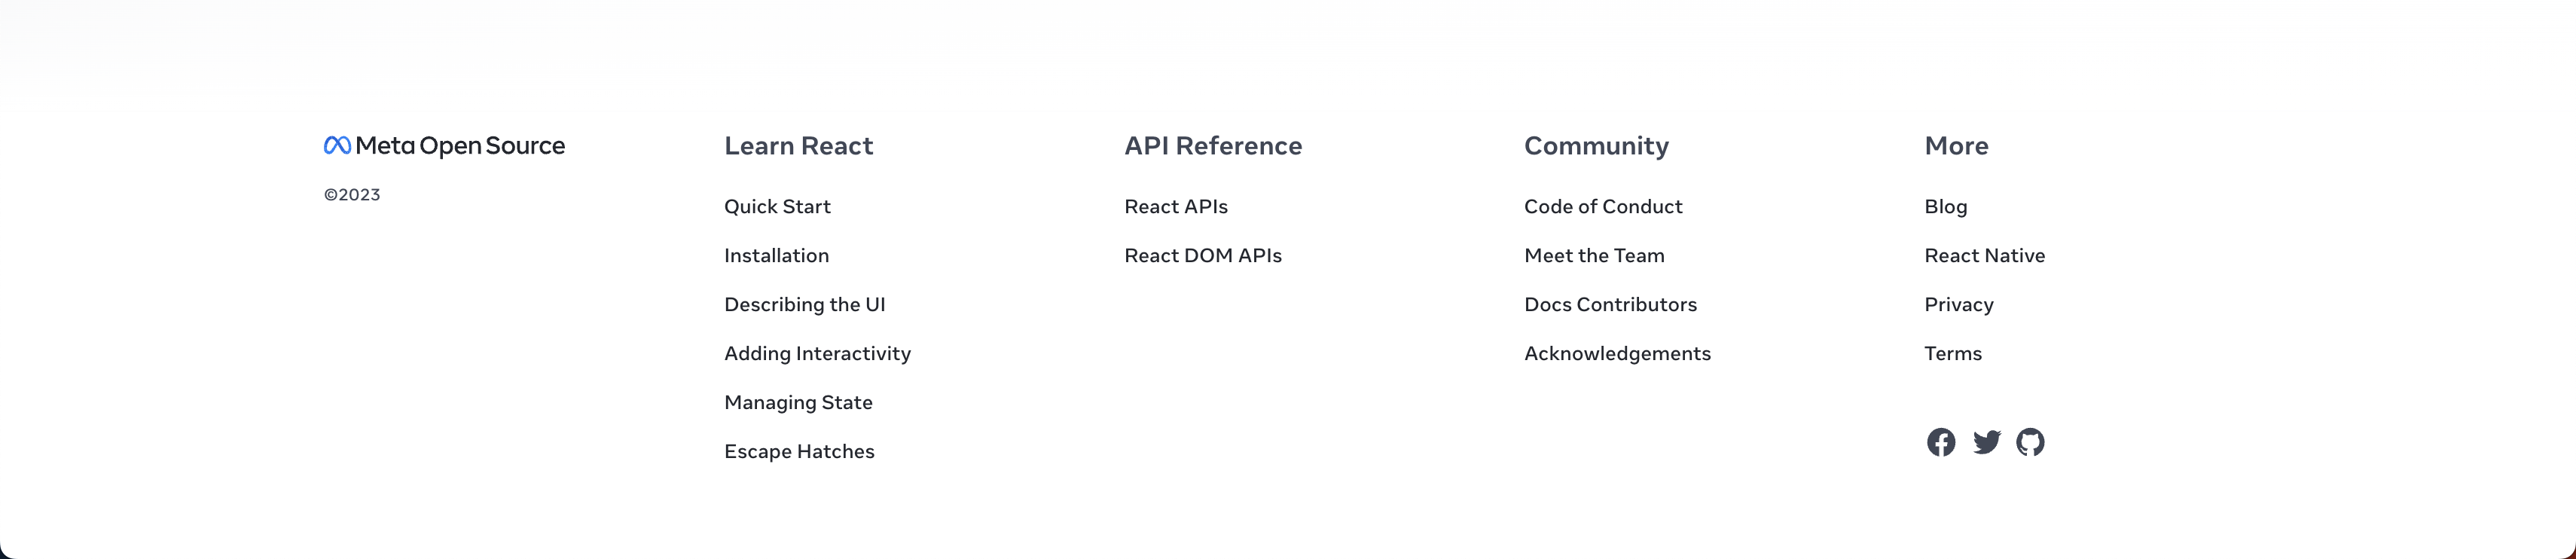 Meta Open Source
©2023
Learn React
Quick Start
Installation
Describing the UI
Adding Interactivity
Managing State
Escape Hatches
API Reference
React APIs
React DOM APIs
Community
Code of Conduct
Meet the Team
Docs Contributors
Acknowledgements
More
Blog
React Native
Privacy
Terms